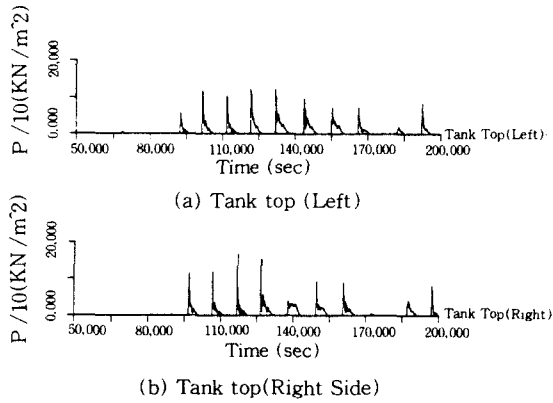 P /10(KN /m^2)
20,000
0.000
50,000 80,000 110,000 140,000 170,000 200,000
Tank Top(Left)
Time (sec)
(a) Tank top (Left)
P /10(KN /m^2)
20,000
0.000
50,000 80,000 110,000 140,000 170,000 200,000
Tank Top(Right)
Time (sec)
(b) Tank top(Right Side)